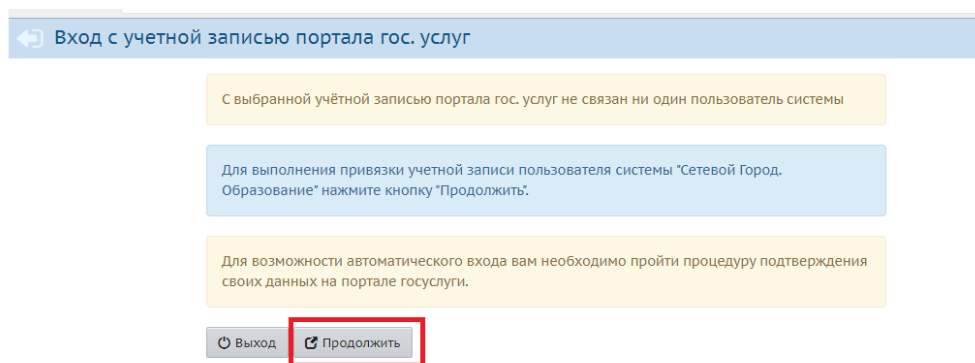 Вход с учетной записью портала гос. услуг
С выбранной учётной записью портала гос. услуг не связан ни один пользователь системы
Для выполнения привязки учетной записи пользователя системы "Сетевой Город.
Образование" нажмите кнопку "Продолжить".
Для возможности автоматического входа вам необходимо пройти процедуру подтверждения
своих данных на портале госуслуги.
Выход Продолжить